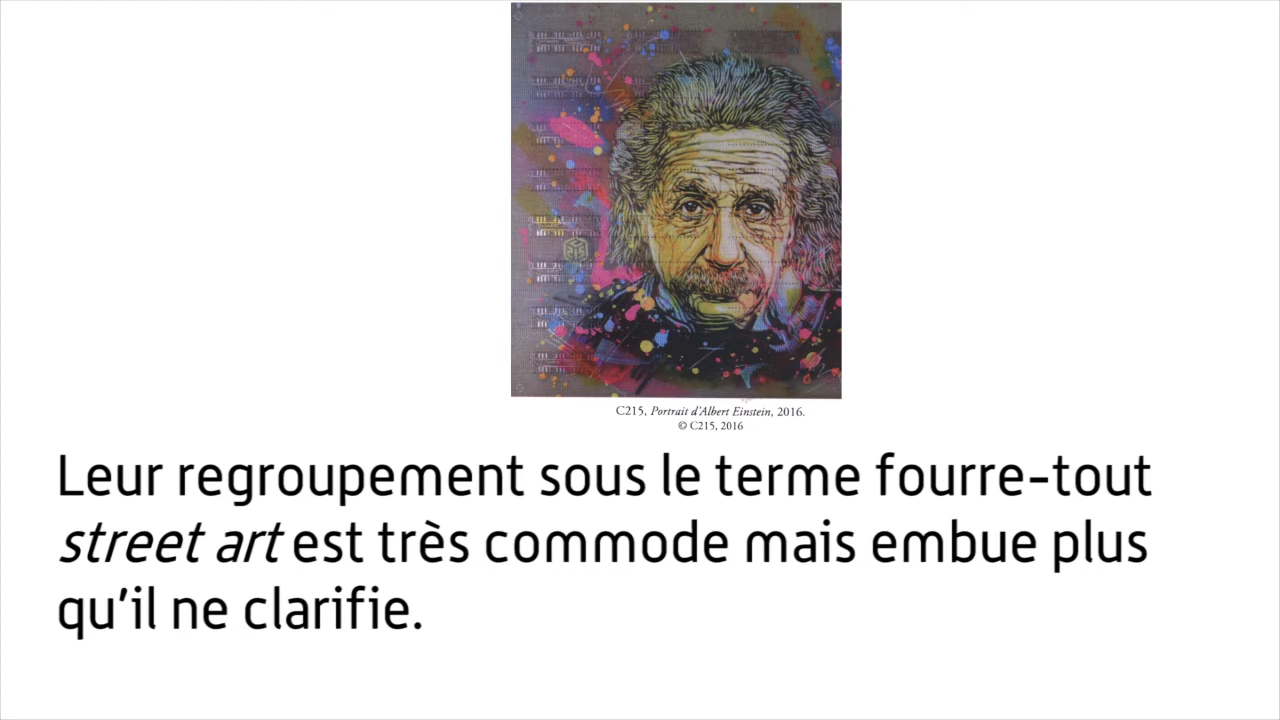 C215
C215, Portrait d'Albert Einstein, 2016.
© C215, 2016
Leur regroupement sous le terme fourre-tout
street art est très commode mais embue plus
qu'il ne clarifie.